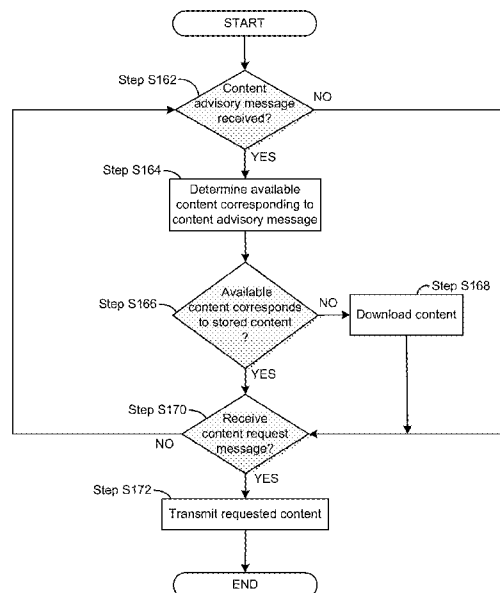 START
Step S162
Content
advisory message
received?
NO
YES
Step S164
Determine available
content corresponding to
content advisory message
Step S166
Available
content corresponds
to stored content
?
NO
Step S168
Download content
YES
Step S170
Receive
content request
message?
NO
YES
Step S172
Transmit requested content
END